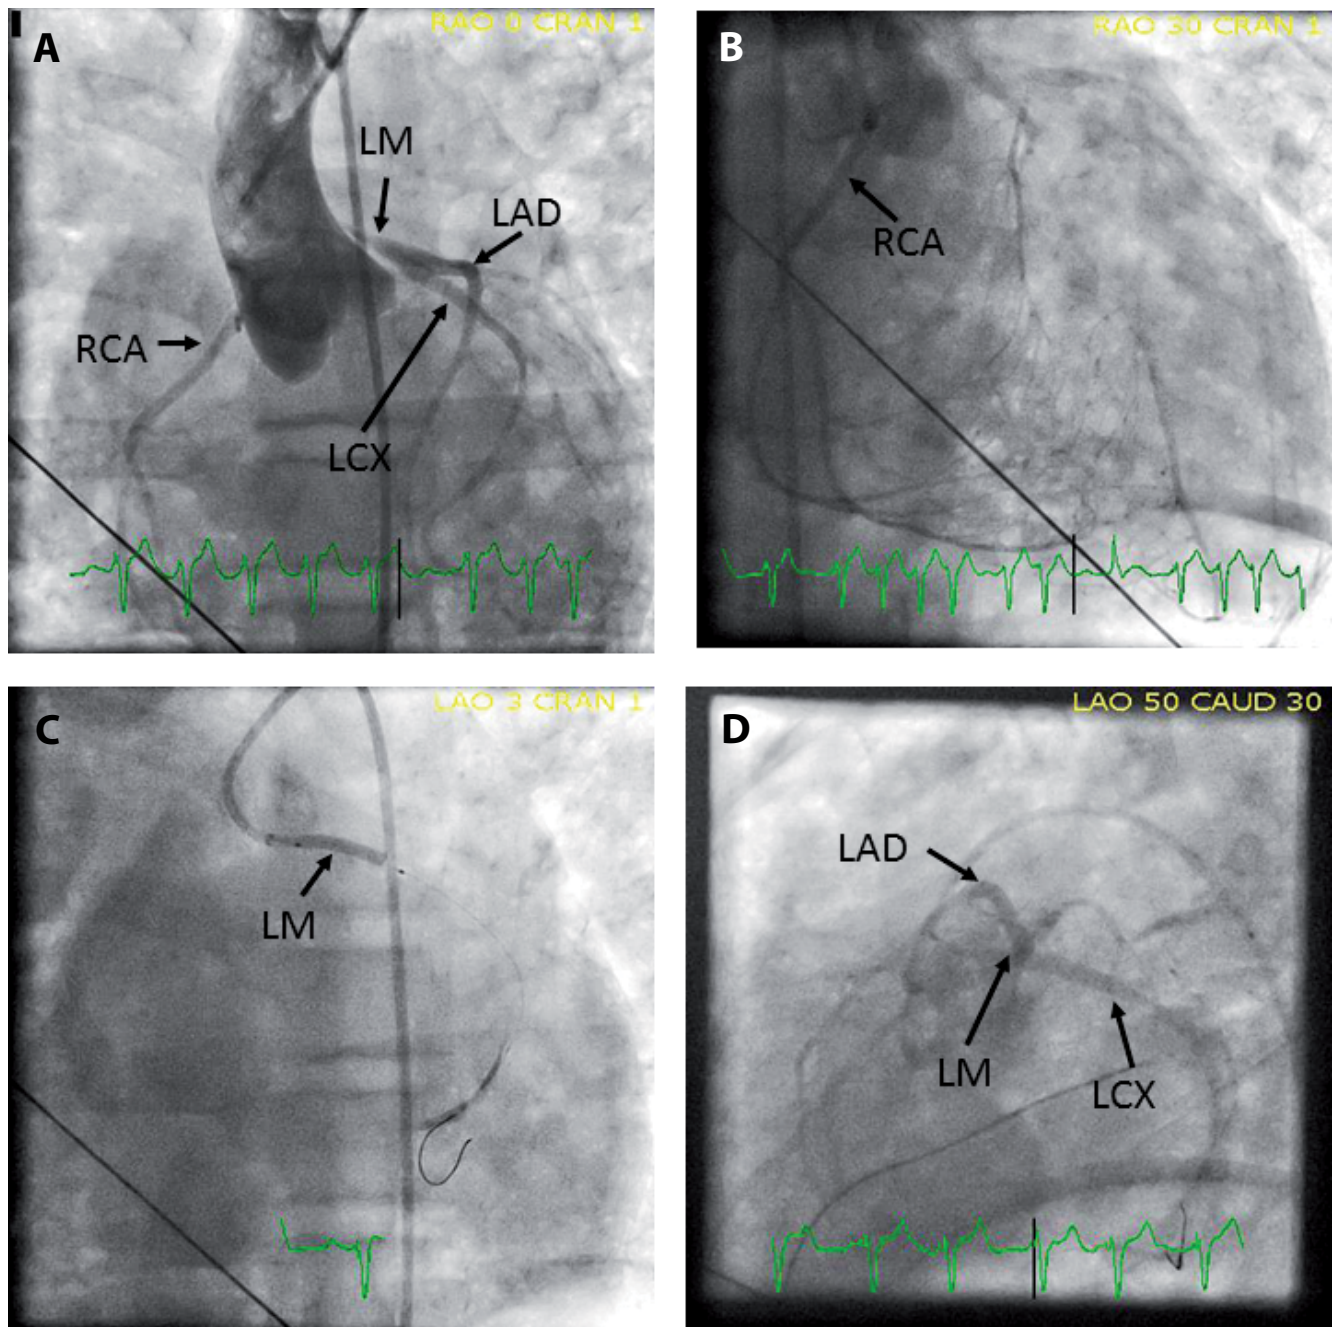 A
RAO 0 CRAN 1
LM
LAD
RCA
LCX
B
RAO 30 CRAN 1
RCA
C
LAO 3 CRAN 1
LM
D
LAO 50 CAUD 30
LAD
LM
LCX